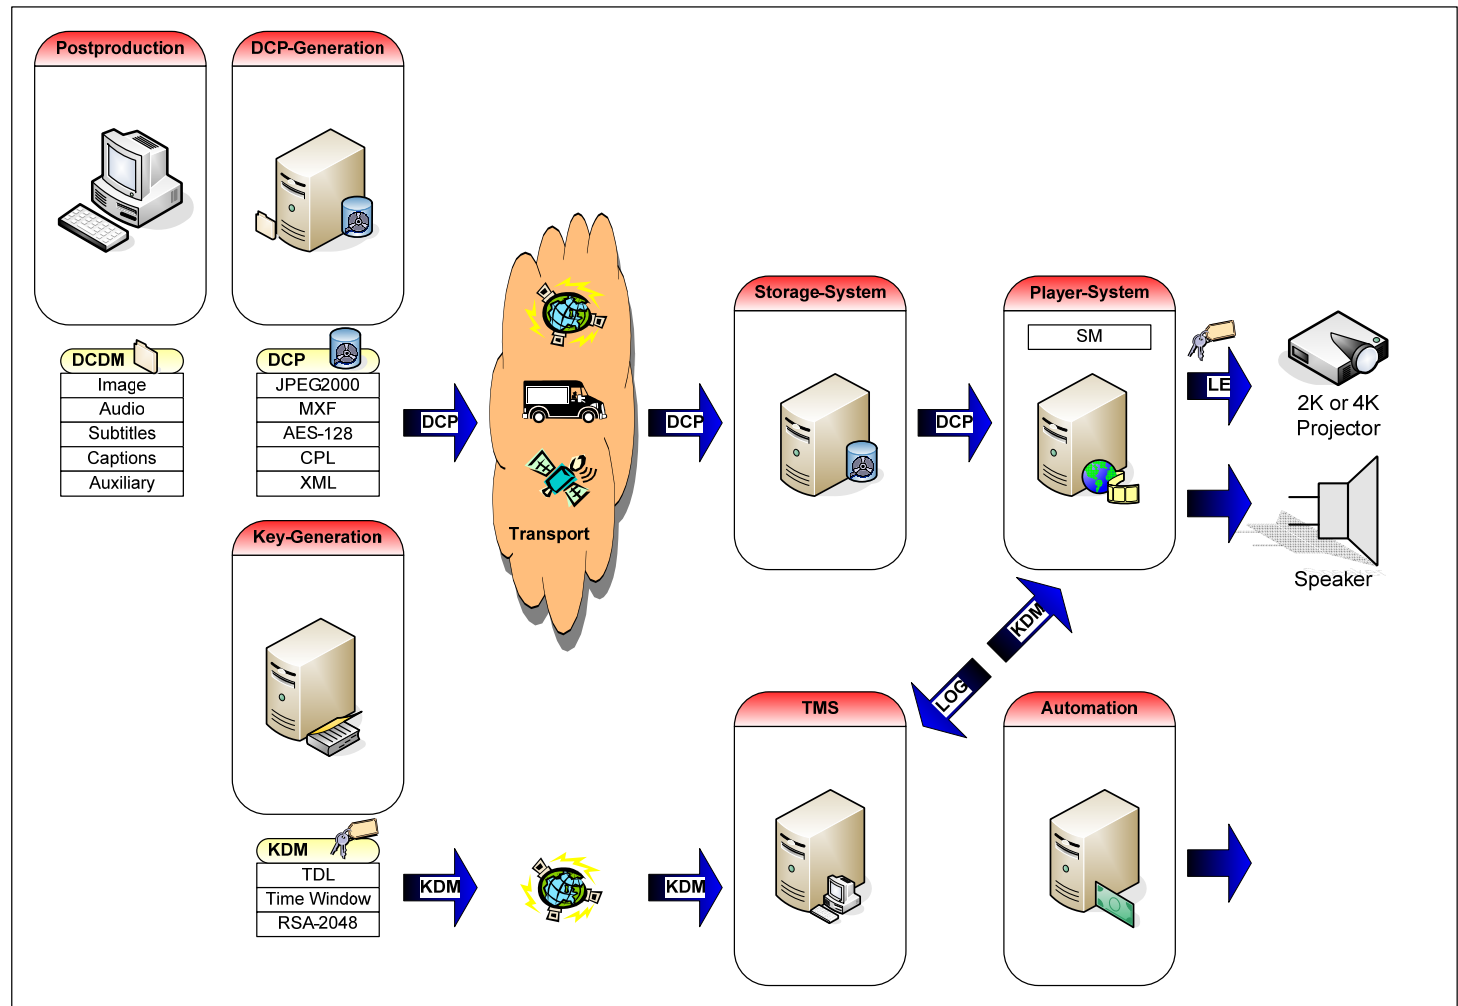 Postproduction
DCP-Generation
DCDM
Image
Audio
Subtitles
Captions
Auxiliary
DCP
JPEG2000
MXF
AES-128
CPL
XML
DCP
Transport
DCP
Storage-System
DCP
Player-System
SM
LE
2K or 4K
Projector
Speaker
Key-Generation
KDM
TDL
Time Window
RSA-2048
KDM
KDM
TMS
LOG
KDM
Automation